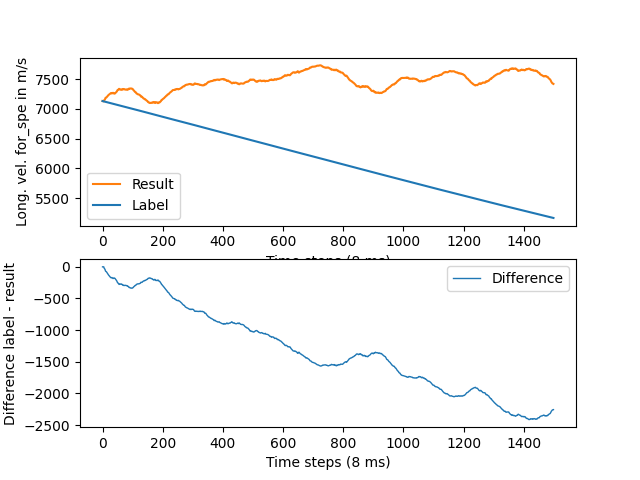 Long. vel. for_spe in m/s
7500
7000
6500
6000
5500
Result
Label
0 200 400 600 800 1000 1200 1400
Time steps (8 ms)
Difference label - result
0
−500
−1000
−1500
−2000
−2500
Difference
0 200 400 600 800 1000 1200 1400
Time steps (8 ms)